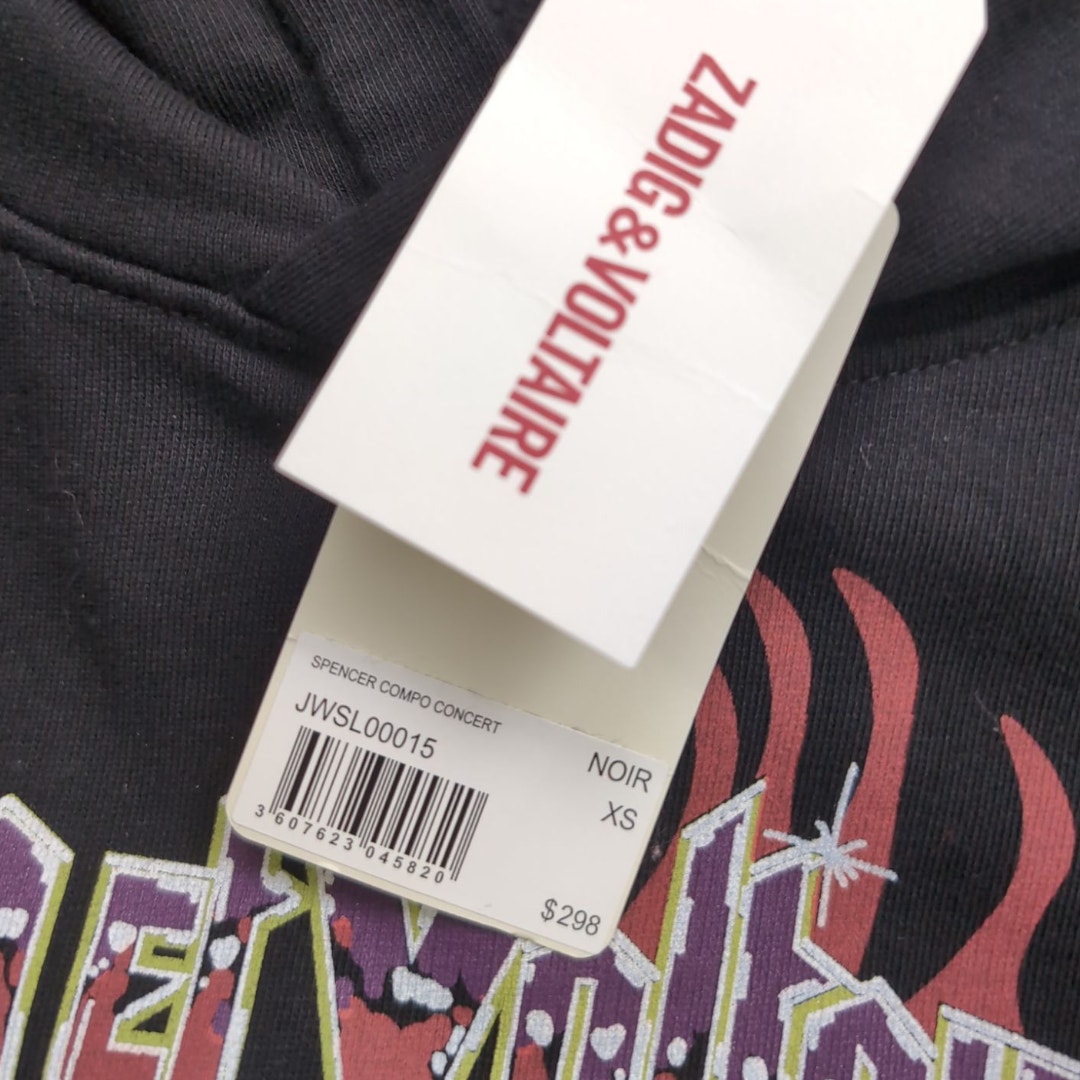 ZADIG&VOLTAIRE
SPENCER COMPO CONCERT
JWSL00015
NOIR
XS
3 607623 045820
$298